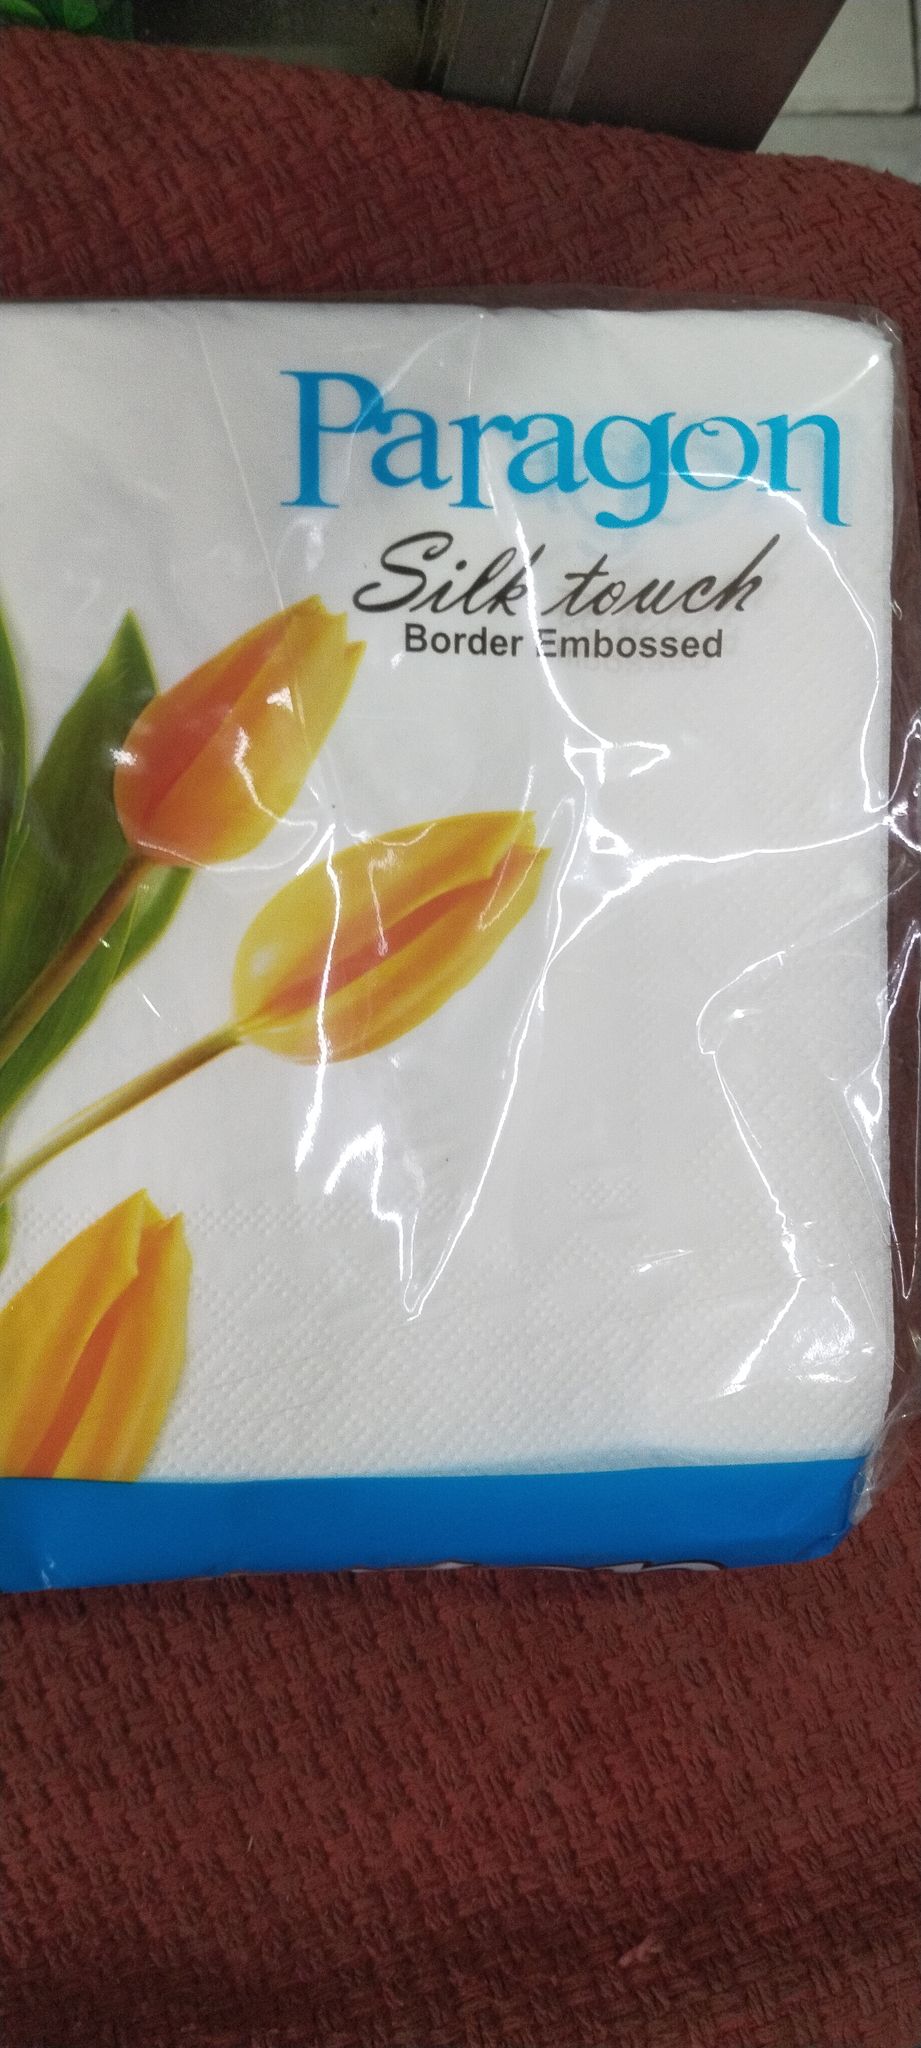 Paragon
Silk touch
Border Embossed